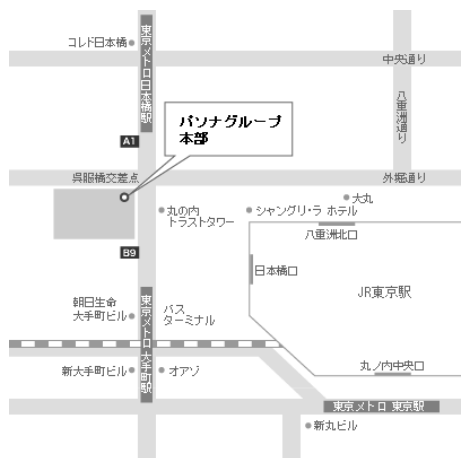 コレド日本橋
東京メトロ日本橋駅
中央通り
八重洲通り
A1
パソナグループ
本部
呉服橋交差点
外堀通り
大丸
丸の内
トラストタワー
シャングリ・ラ ホテル
八重洲北口
B9
日本橋口
JR東京駅
朝日生命
大手町ビル
東京メトロ大手町駅
バス
ターミナル
新大手町ビル
オアゾ
丸ノ内中央口
東京メトロ 東京駅
新丸ビル